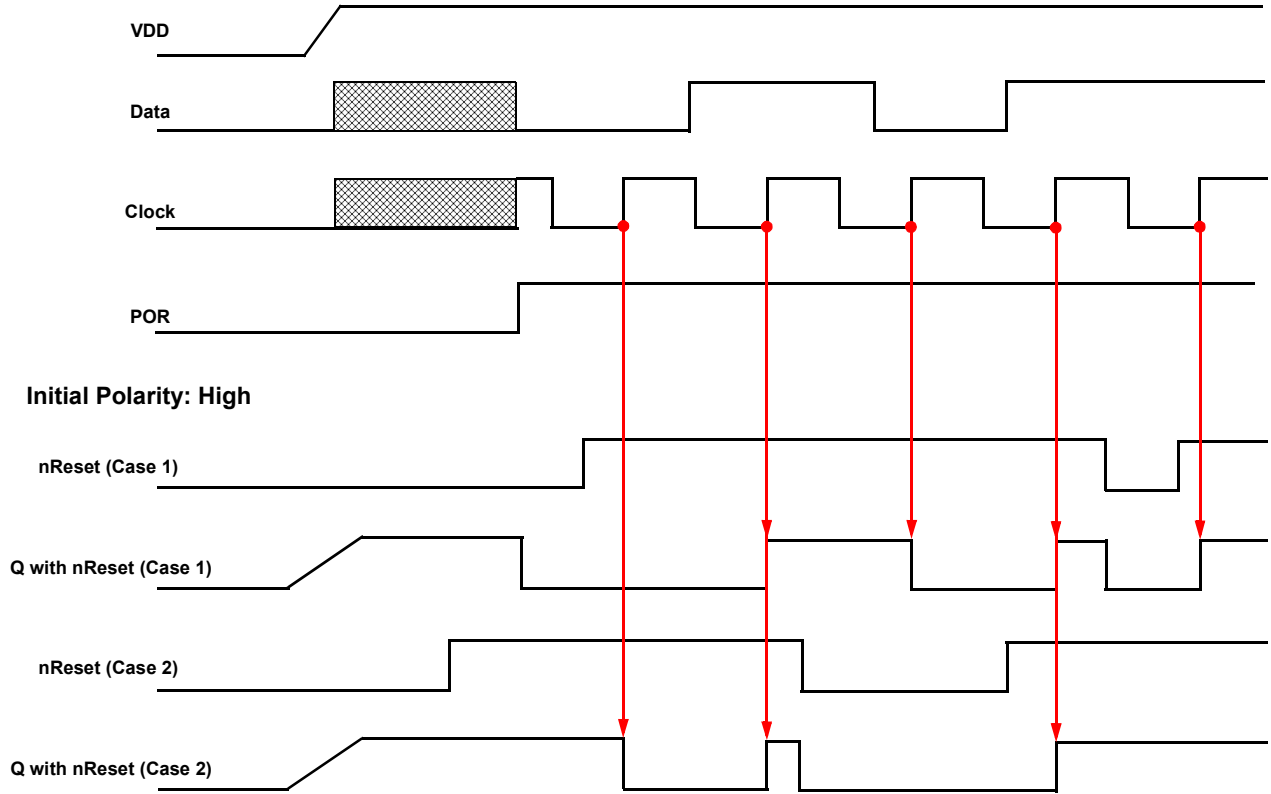 VDD
Data
Clock
POR
Initial Polarity: High
nReset (Case 1)
Q with nReset (Case 1)
nReset (Case 2)
Q with nReset (Case 2)